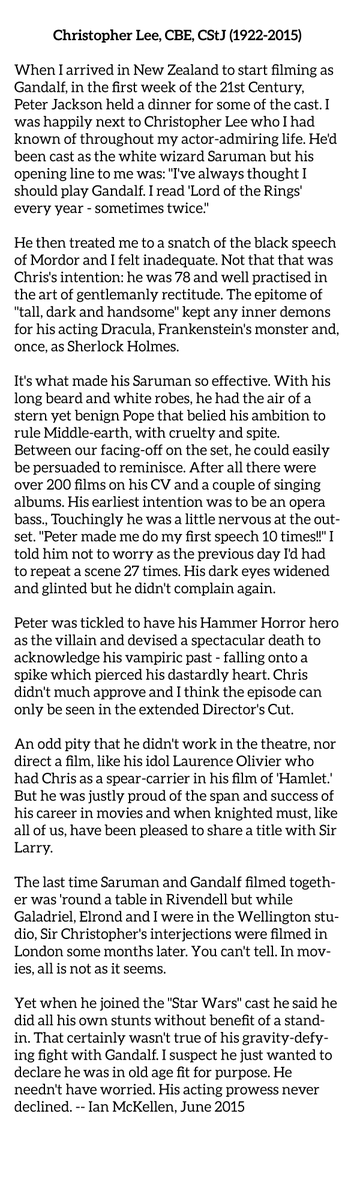 Christopher Lee, CBE, CStJ (1922-2015)
When I arrived in New Zealand to start filming as
Gandalf, in the first week of the 21st Century,
Peter Jackson held a dinner for some of the cast. I
was happily next to Christopher Lee who I had
known of throughout my actor-admiring life. He'd
been cast as the white wizard Saruman but his
opening line to me was: "I've always thought I
should play Gandalf. I read 'Lord of the Rings'
every year - sometimes twice."
He then treated me to a snatch of the black speech
of Mordor and I felt inadequate. Not that that was
Chris's intention: he was 78 and well practised in
the art of gentlemanly rectitude. The epitome of
"tall, dark and handsome" kept any inner demons
for his acting Dracula, Frankenstein's monster and,
once, as Sherlock Holmes.
It's what made his Saruman so effective. With his
long beard and white robes, he had the air of a
stern yet benign Pope that belied his ambition to
rule Middle-earth, with cruelty and spite.
Between our facing-off on the set, he could easily
be persuaded to reminisce. After all there were
over 200 films on his CV and a couple of singing
albums. His earliest intention was to be an opera
bass., Touchingly he was a little nervous at the out-
set. "Peter made me do my first speech 10 times!!" I
told him not to worry as the previous day I'd had
to repeat a scene 27 times. His dark eyes widened
and glinted but he didn't complain again.
Peter was tickled to have his Hammer Horror hero
as the villain and devised a spectacular death to
acknowledge his vampiric past - falling onto a
spike which pierced his dastardly heart. Chris
didn't much approve and I think the episode can
only be seen in the extended Director's Cut.
An odd pity that he didn't work in the theatre, nor
direct a film, like his idol Laurence Olivier who
had Chris as a spear-carrier in his film of 'Hamlet.'
But he was justly proud of the span and success of
his career in movies and when knighted must, like
all of us, have been pleased to share a title with Sir
Larry.
The last time Saruman and Gandalf filmed togeth-
er was 'round a table in Rivendell but while
Galadriel, Elrond and I were in the Wellington stu-
dio, Sir Christopher's interjections were filmed in
London some months later. You can't tell. In mov-
ies, all is not as it seems.
Yet when he joined the "Star Wars" cast he said he
did all his own stunts without benefit of a stand-
in. That certainly wasn't true of his gravity-defy-
ing fight with Gandalf. I suspect he just wanted to
declare he was in old age fit for purpose. He
needn't have worried. His acting prowess never
declined. -- Ian McKellen, June 2015